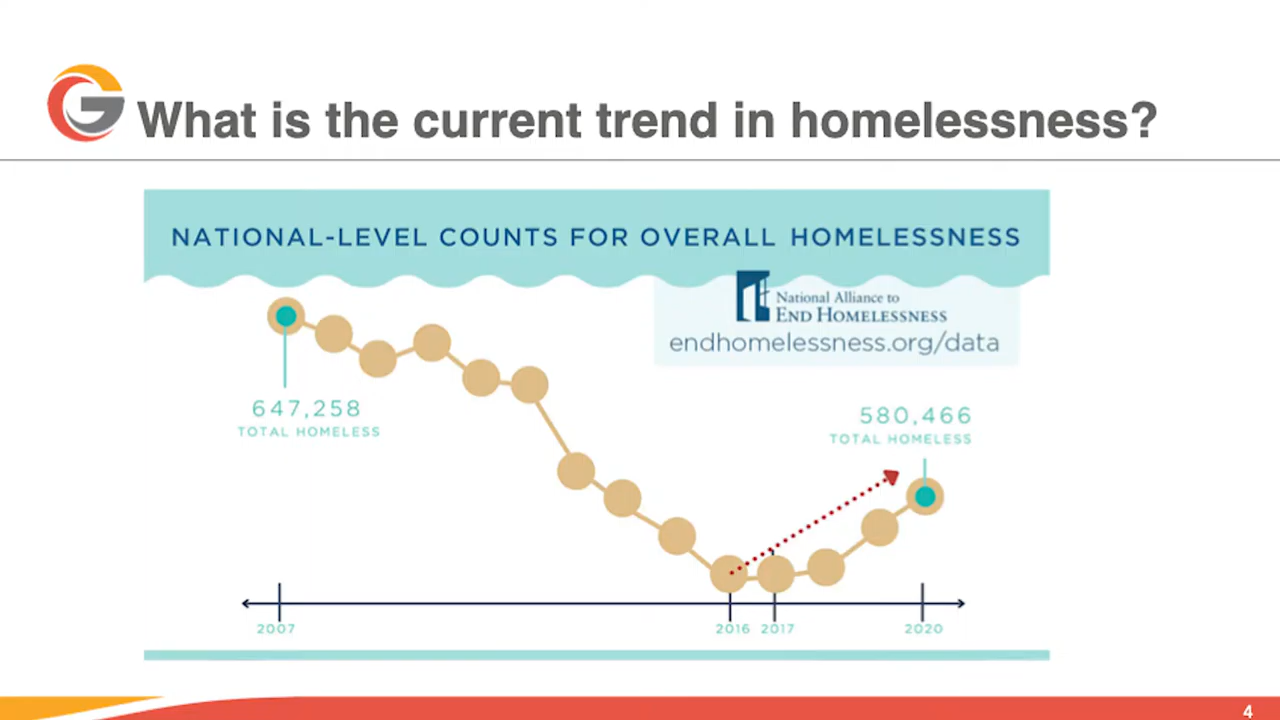 What is the current trend in homelessness?
NATIONAL-LEVEL COUNTS FOR OVERALL HOMELESSNESS
National Alliance to
END HOMELESSNESS
endhomelessness.org/data
647,258
TOTAL HOMELESS
580,466
TOTAL HOMELESS
2007
2016
2017
2020
4